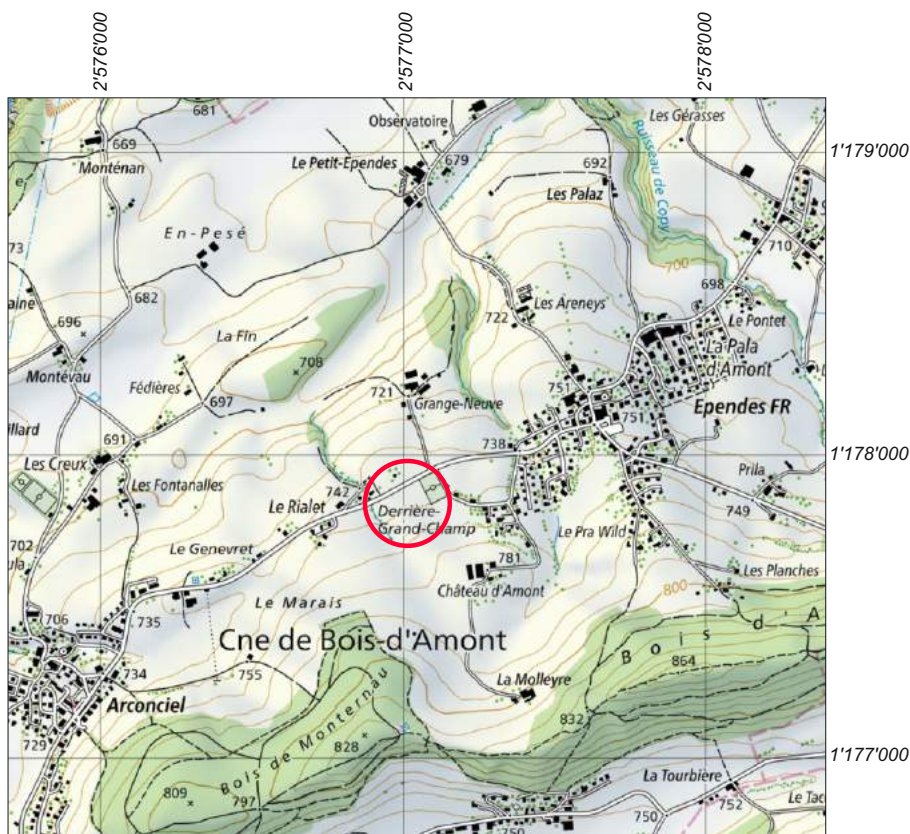 2'576'000
2'577'000
2'578'000
681
Observatoire
Les Gérasses
669
Monténan
Le Petit-Ependes
679
692
Ruisseau de Copy
1'179'000
Les Palaz
En-Pesé
710
73
700
682
698
Les Areneys
696
722
La Fin
Le Pontet
La Pala
d'Amont
Montévau
708
Fédières
721
751
697
Grange-Neuve
751
Ependes FR
illard
691
738
1'178'000
Les Creux
Prila
Les Fontanalles
742
Le Rialet
Derrière-
Grand-Champ
749
702
Le Pra Wild
Le Genevret
781
Château d'Amont
Les Planches
800
Le Marais
706
735
Cne de Bois-d'Amont
Bois d'A
864
734
755
La Molleyre
Arconciel
832
729
Bois de Monternau
828
1'177'000
809
797
La Tourbière
752
Le Tac
750
750